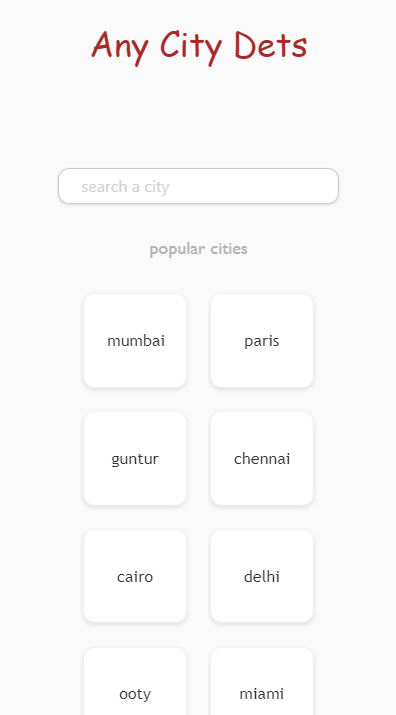 Any City Dets
search a city
popular cities
mumbai
paris
guntur
chennai
cairo
delhi
ooty
miami